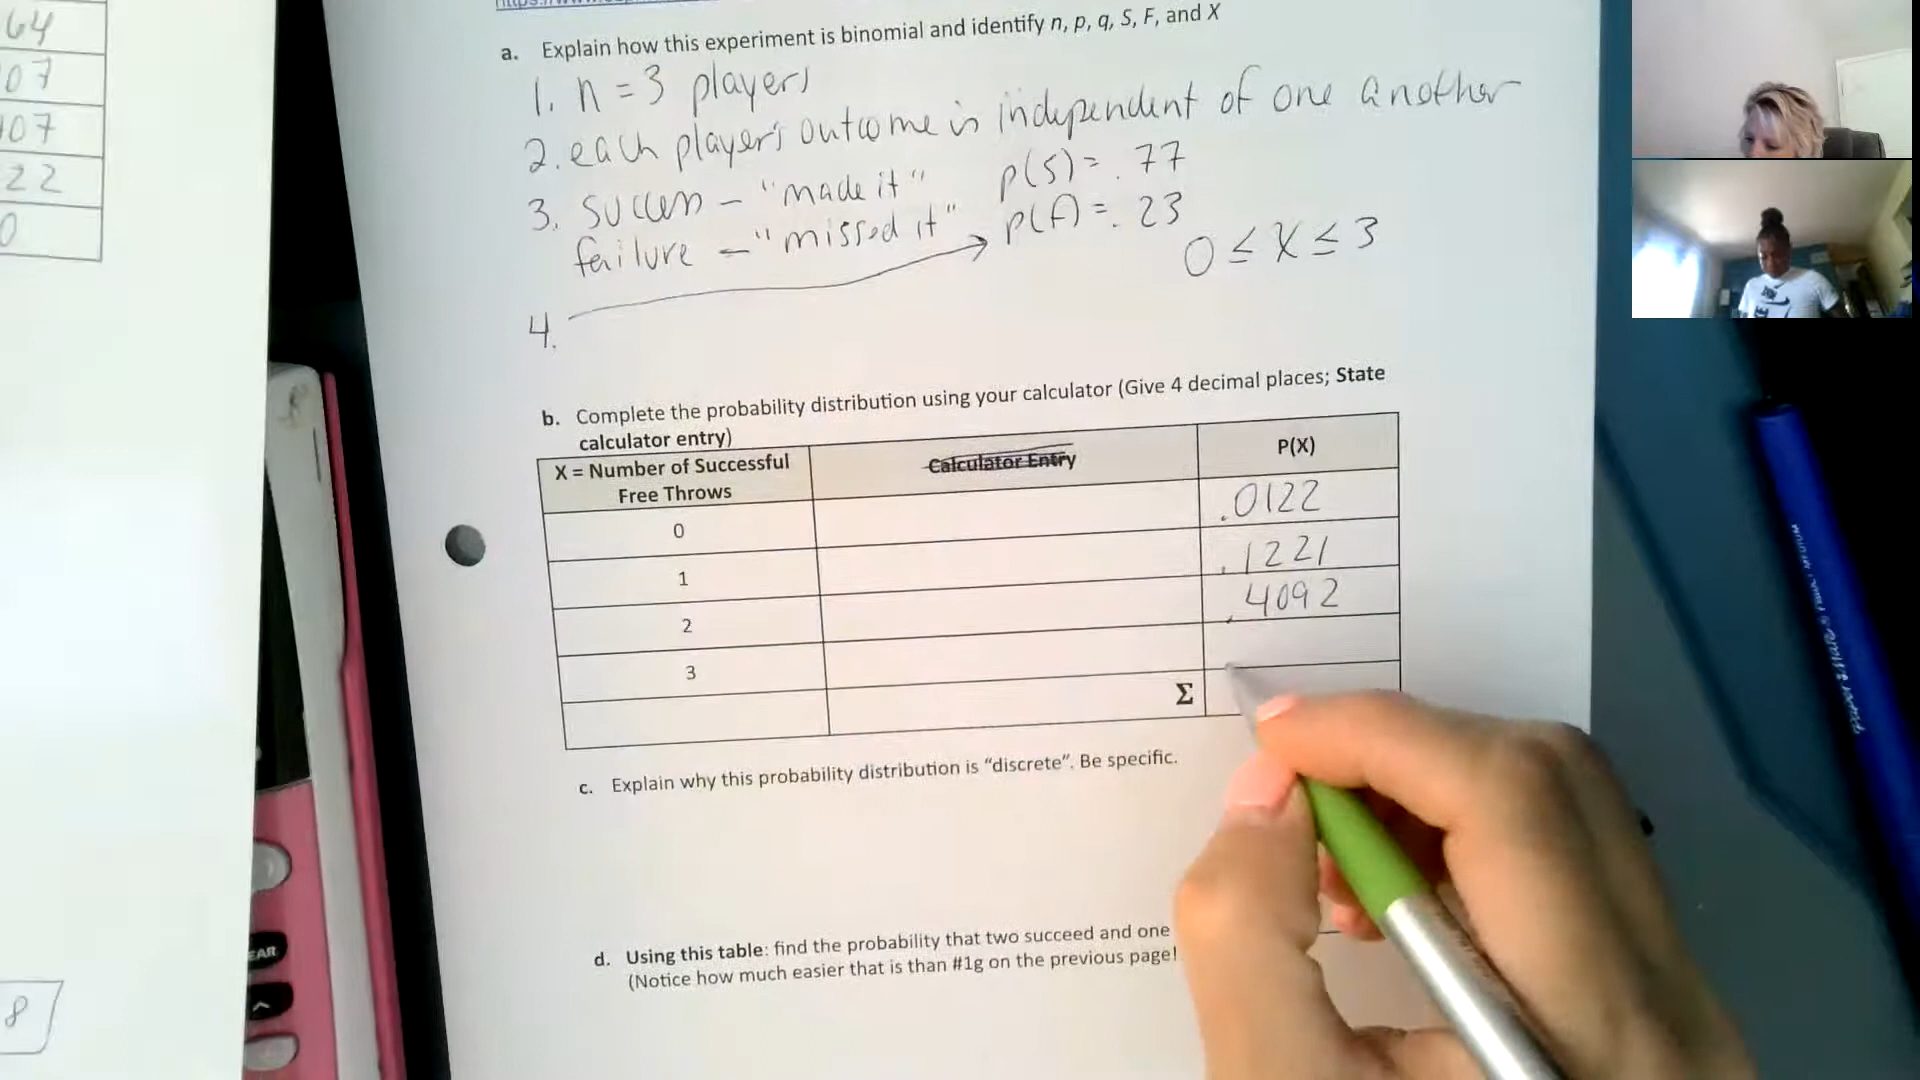 64
07
107
22
0
a. Explain how this experiment is binomial and identify n, p, q, S, F, and X
1. n = 3 players
2. each player's outcome is independent of one another
3. success - "made it" p(S) = .77
failure - "missed it" p(F) = .23
0 ≤ X ≤ 3
4.
b. Complete the probability distribution using your calculator (Give 4 decimal places; State
calculator entry)
X = Number of Successful Free Throws Calculator Entry P(X)
0 .0122
1 .1221
2 .4092
3
Σ
c. Explain why this probability distribution is "discrete". Be specific.
d. Using this table: find the probability that two succeed and one
(Notice how much easier that is than #1g on the previous page!
EAR
8